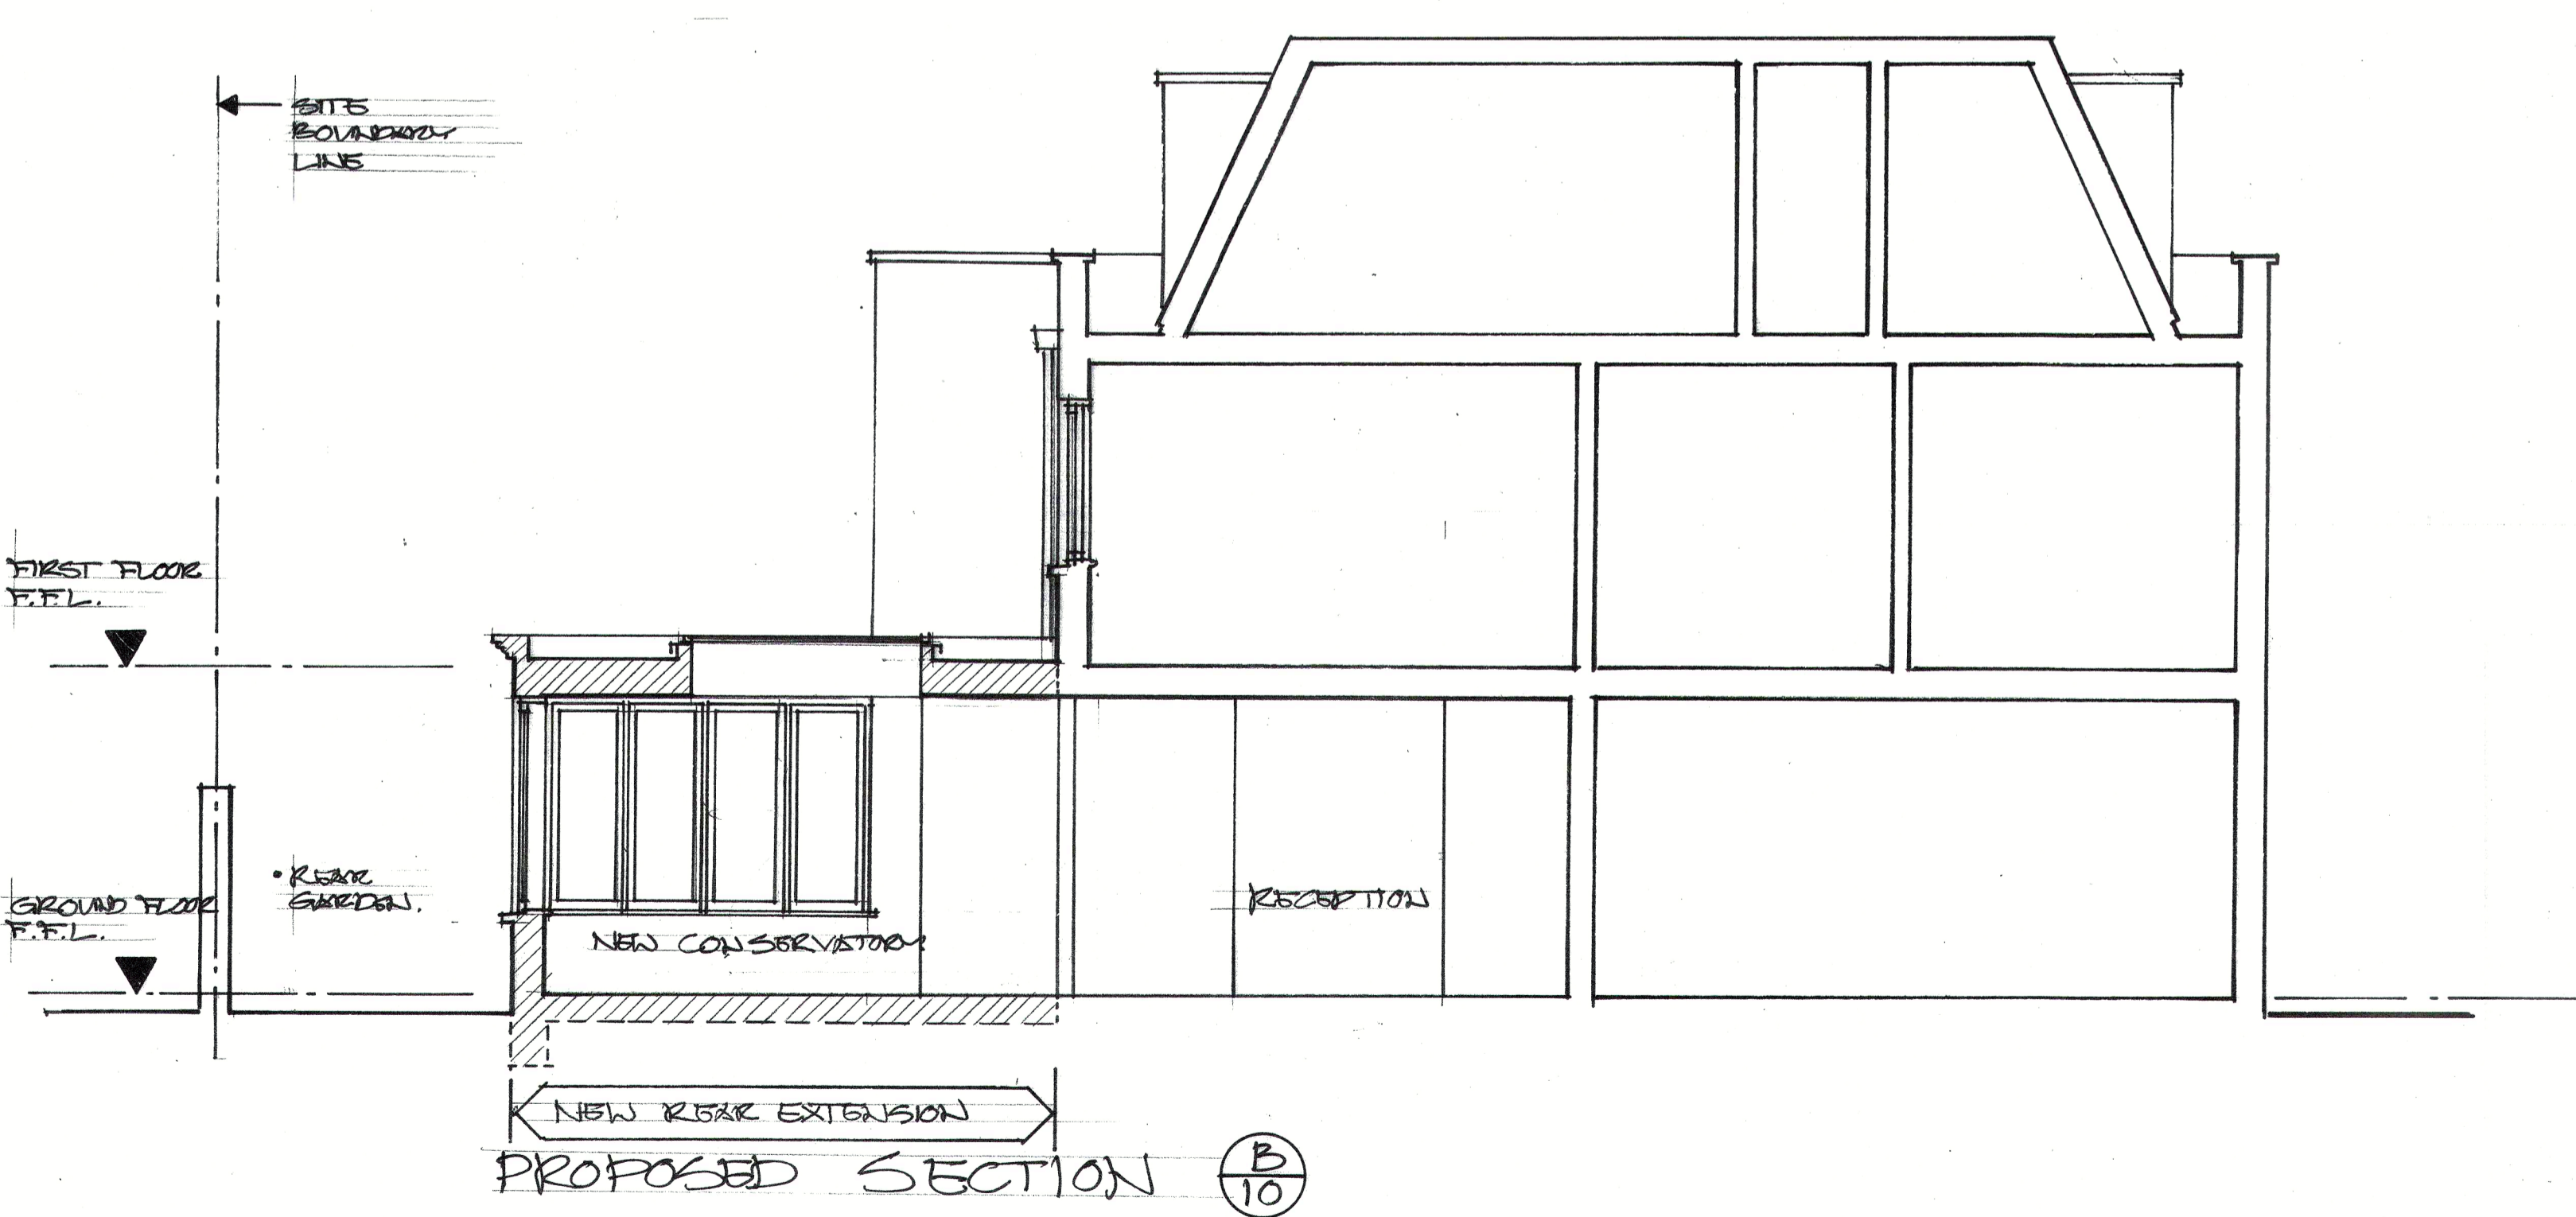 SITE
BOUNDARY
LINE
FIRST FLOOR
F.F.L.
REAR
GARDEN.
GROUND FLOOR
F.F.L.
NEW CONSERVATORY
RECEPTION
NEW REAR EXTENSION
PROPOSED SECTION
B
10